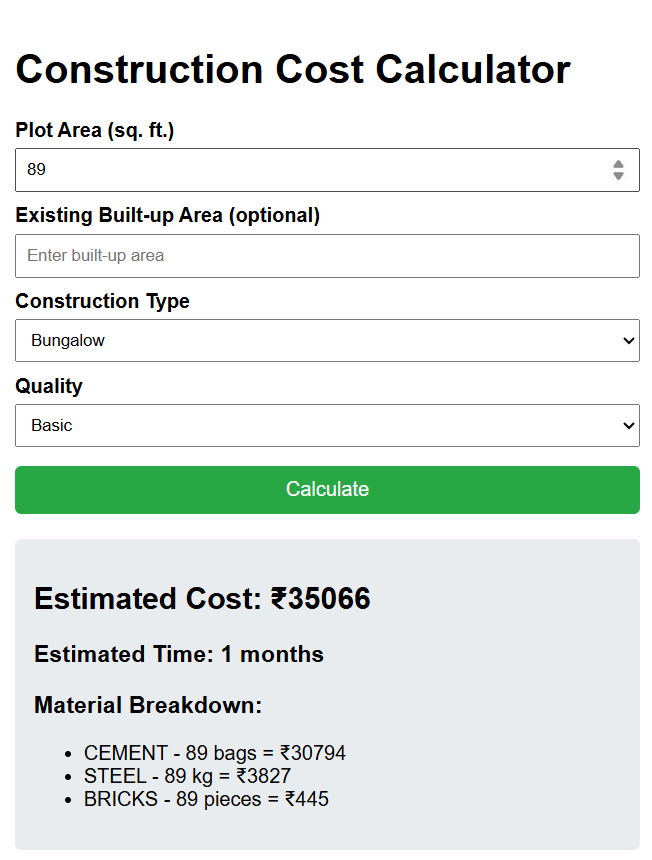 Construction Cost Calculator
Plot Area (sq. ft.)
89
Existing Built-up Area (optional)
Enter built-up area
Construction Type
Bungalow
Quality
Basic
Calculate
Estimated Cost: ₹35066
Estimated Time: 1 months
Material Breakdown:
• CEMENT - 89 bags = ₹30794
• STEEL - 89 kg = ₹3827
• BRICKS - 89 pieces = ₹445